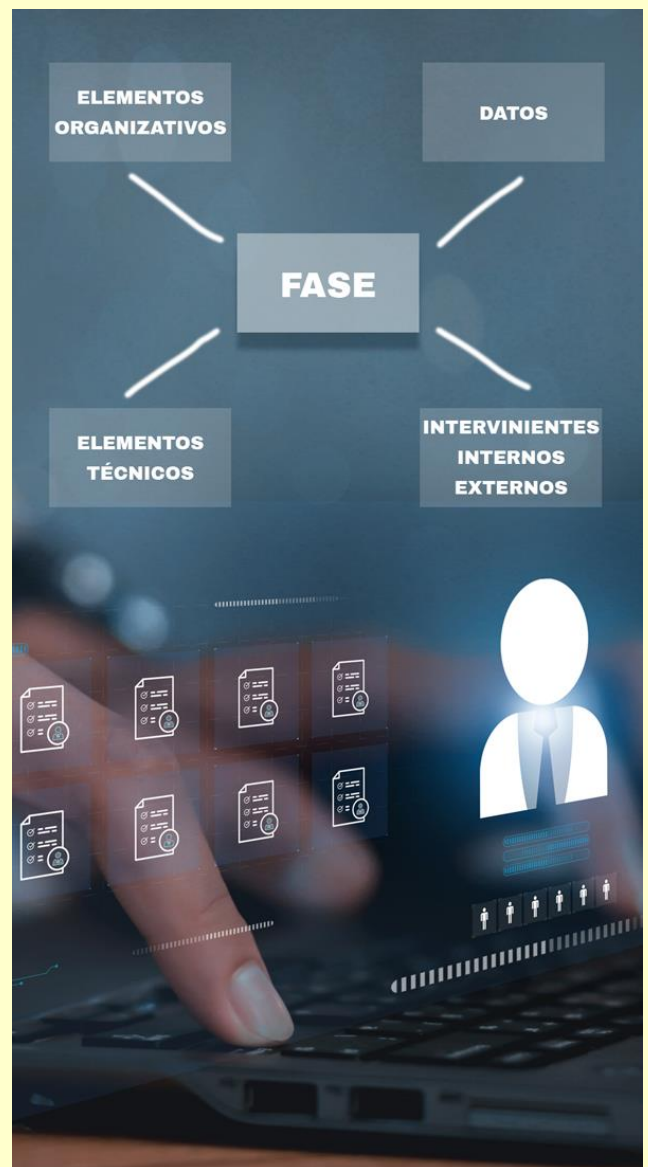 ELEMENTOS
ORGANIZATIVOS
DATOS
FASE
ELEMENTOS
TÉCNICOS
INTERVINIENTES
INTERNOS
EXTERNOS